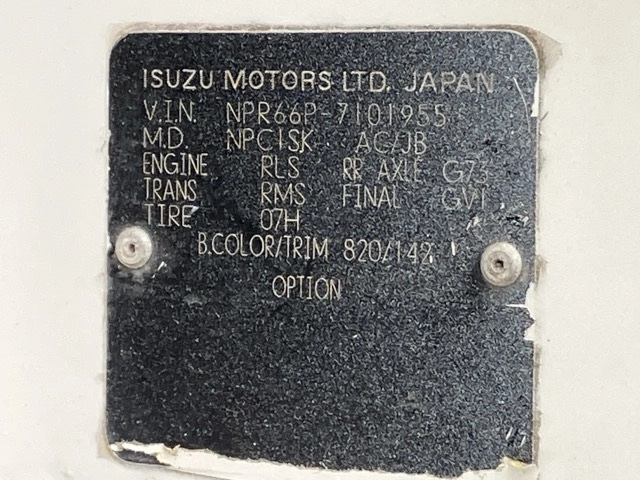 ISUZU MOTORS LTD. JAPAN
V.I.N. NPR66P-7101955
M.D. NPC1SK AC/JB
ENGINE RLS RR AXLE G73
TRANS RMS FINAL GV1
TIRE 07H
B.COLOR/TRIM 820/142
OPTION